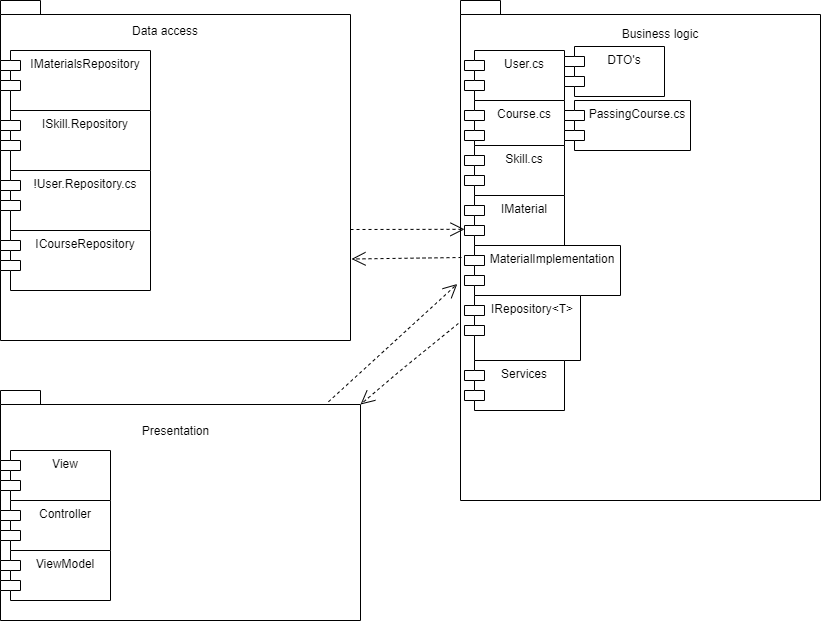 Data access
IMaterialsRepository
ISkill.Repository
!User.Repository.cs
ICourseRepository
Business logic
User.cs
DTO's
Course.cs
PassingCourse.cs
Skill.cs
IMaterial
MaterialImplementation
IRepository<T>
Services
Presentation
View
Controller
ViewModel